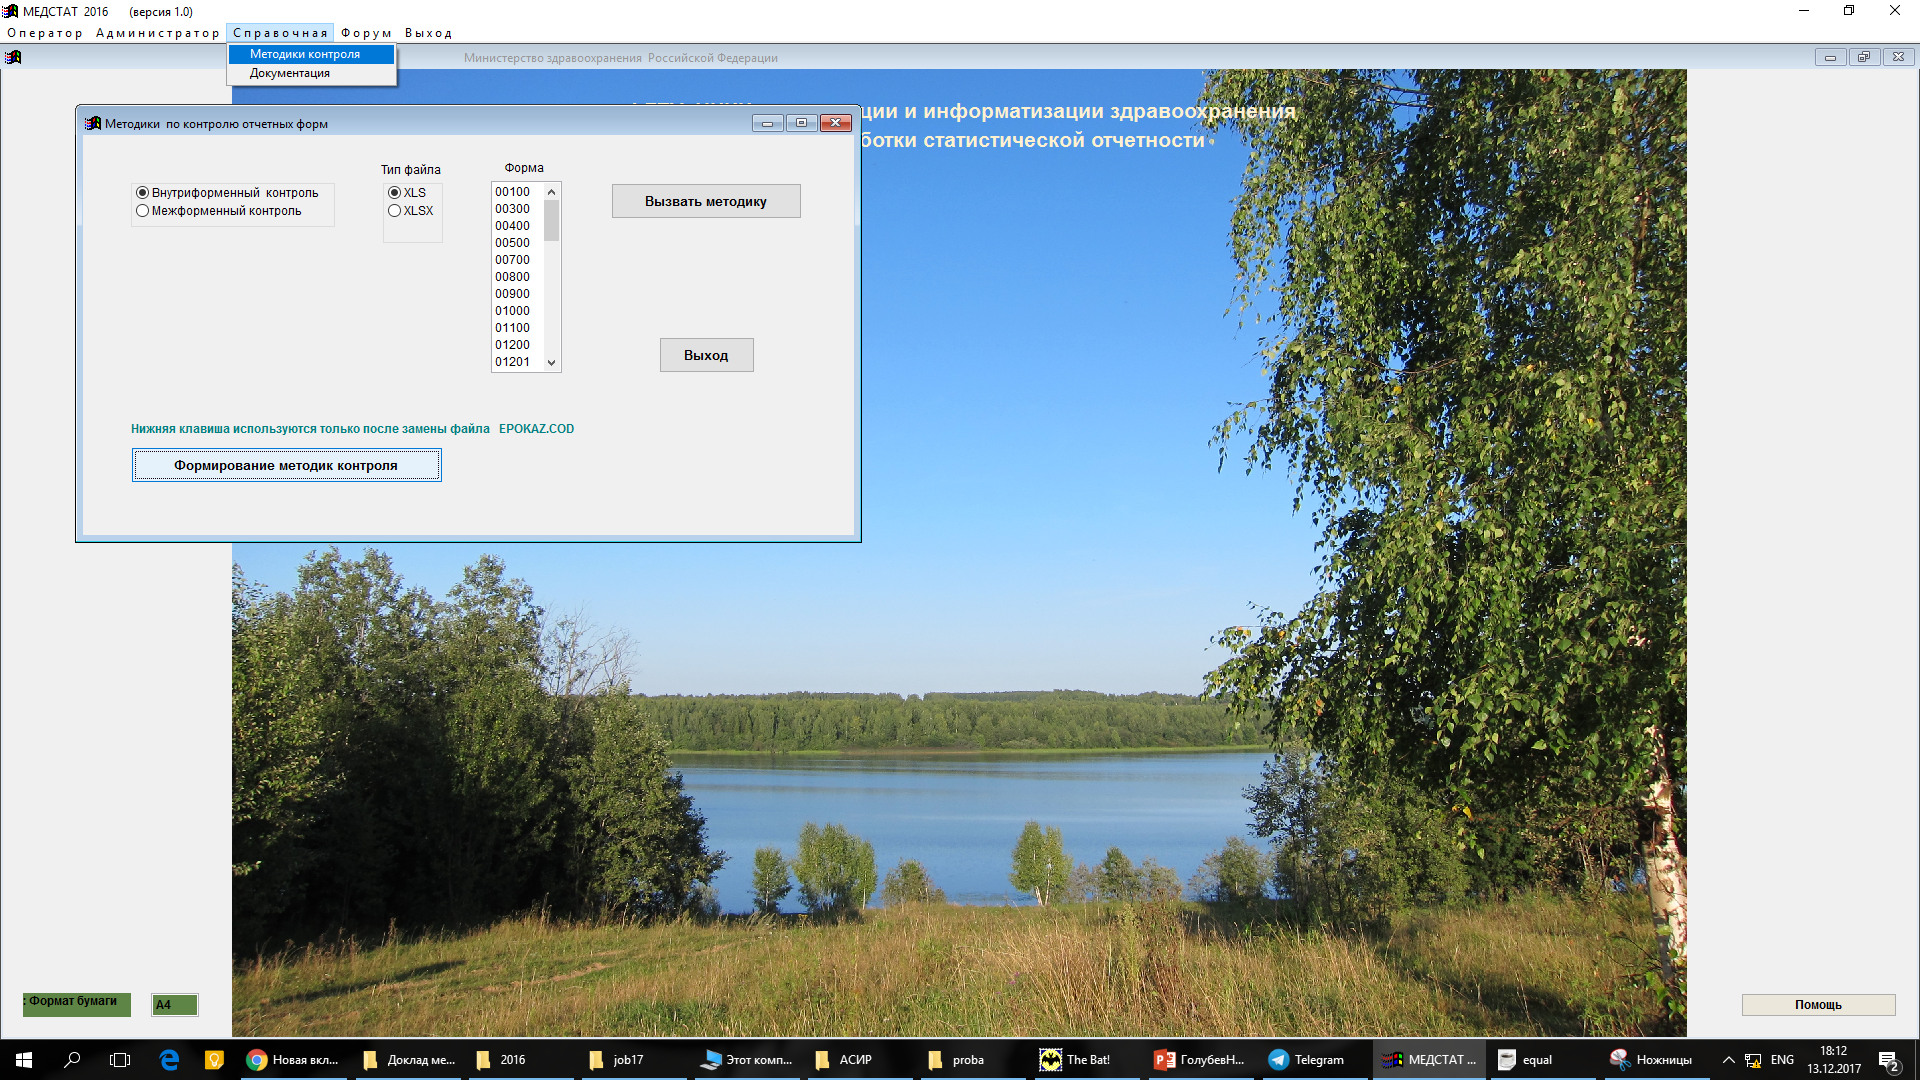 МЕДСТАТ 2016 (версия 1.0)
Оператор Администратор Справочная Форум Выход
Методики контроля
Документация
Министерство здравоохранения Российской Федерации
ции и информатизации здравоохранения
ботки статистической отчетности
Методики по контролю отчетных форм
Тип файла
Форма
Внутриформенный контроль
Межформенный контроль
XLS
XLSX
00100
00300
00400
00500
00700
00800
00900
01000
01100
01200
01201
Вызвать методику
Выход
Нижняя клавиша используются только после замены файла EPOKAZ.COD
Формирование методик контроля
: Формат бумаги
A4
Помощь
Новая вкл...
Доклад ме...
2016
job17
Этот комп...
АСИР
proba
The Bat!
ГолубевН...
Telegram
МЕДСТАТ ...
equal
Ножницы
ENG
18:12
13.12.2017
2